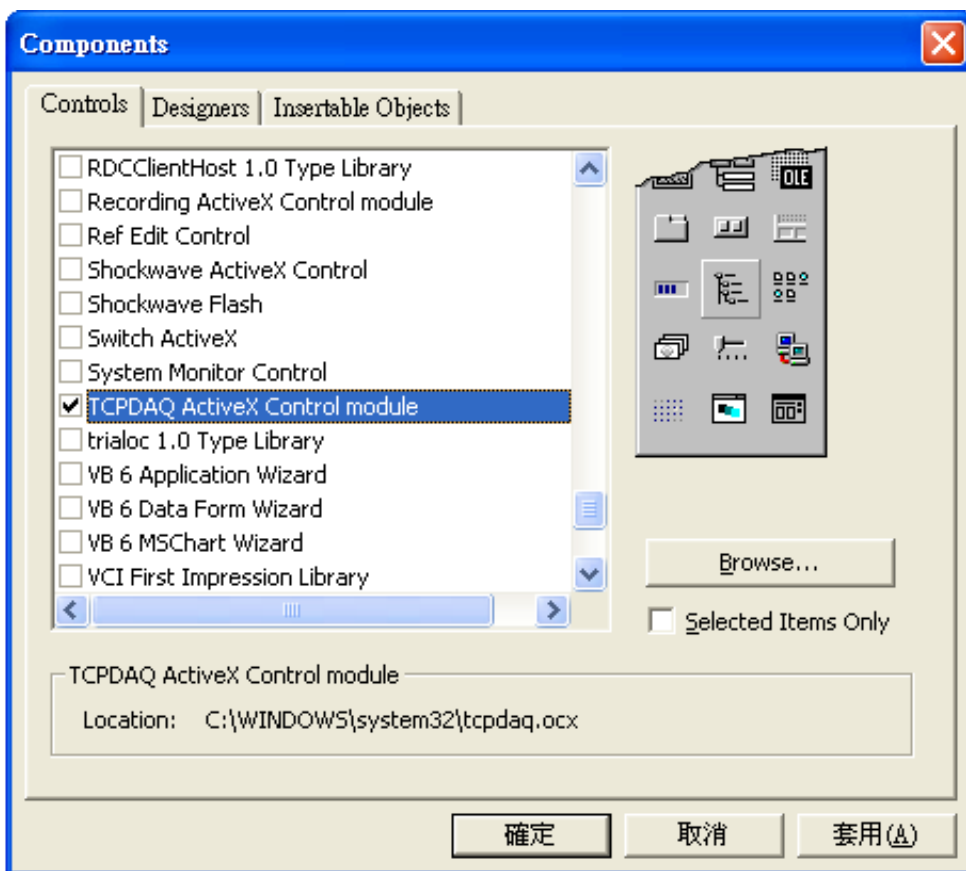 Components
Controls Designers Insertable Objects
RDCClientHost 1.0 Type Library
Recording ActiveX Control module
Ref Edit Control
Shockwave ActiveX Control
Shockwave Flash
Switch ActiveX
System Monitor Control
TCPDAQ ActiveX Control module
trialoc 1.0 Type Library
VB 6 Application Wizard
VB 6 Data Form Wizard
VB 6 MSChart Wizard
VCI First Impression Library
OLE
Browse...
Selected Items Only
TCPDAQ ActiveX Control module
Location: C:\WINDOWS\system32\tcpdaq.ocx
確定 取消 套用(A)